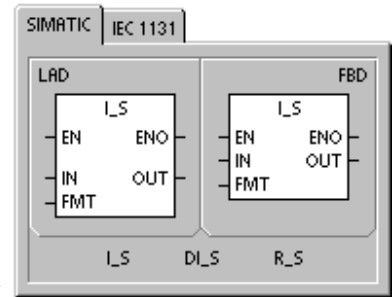 SIMATIC IEC 1131
LAD FBD
I_S I_S
EN ENO EN ENO
IN OUT IN OUT
FMT FMT
I_S DI_S R_S